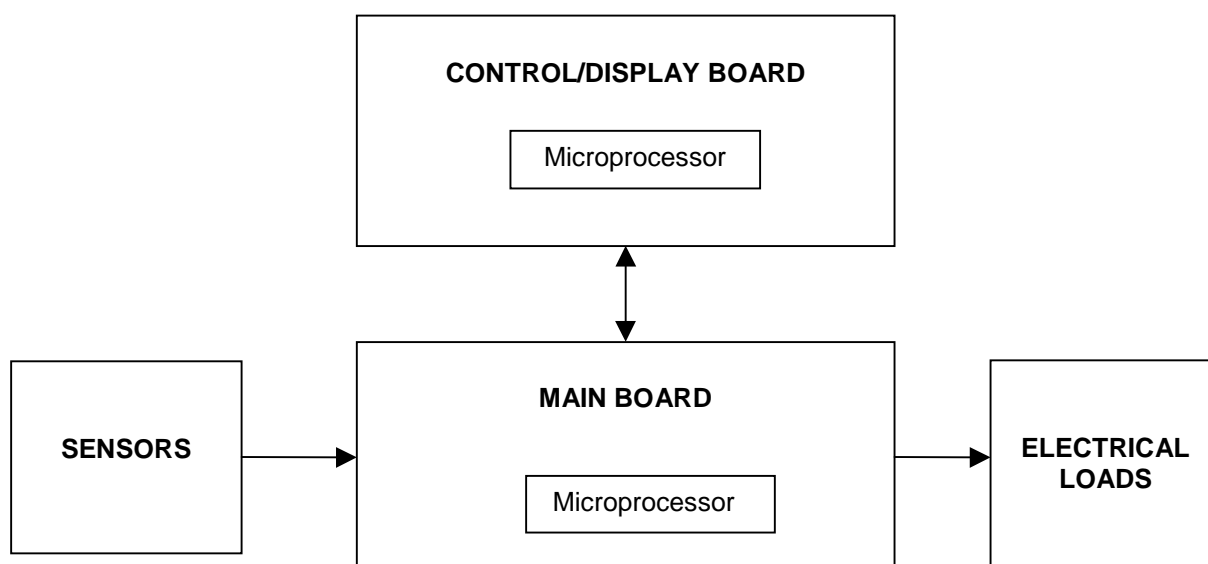 CONTROL/DISPLAY BOARD
Microprocessor
MAIN BOARD
SENSORS
ELECTRICAL
LOADS
Microprocessor